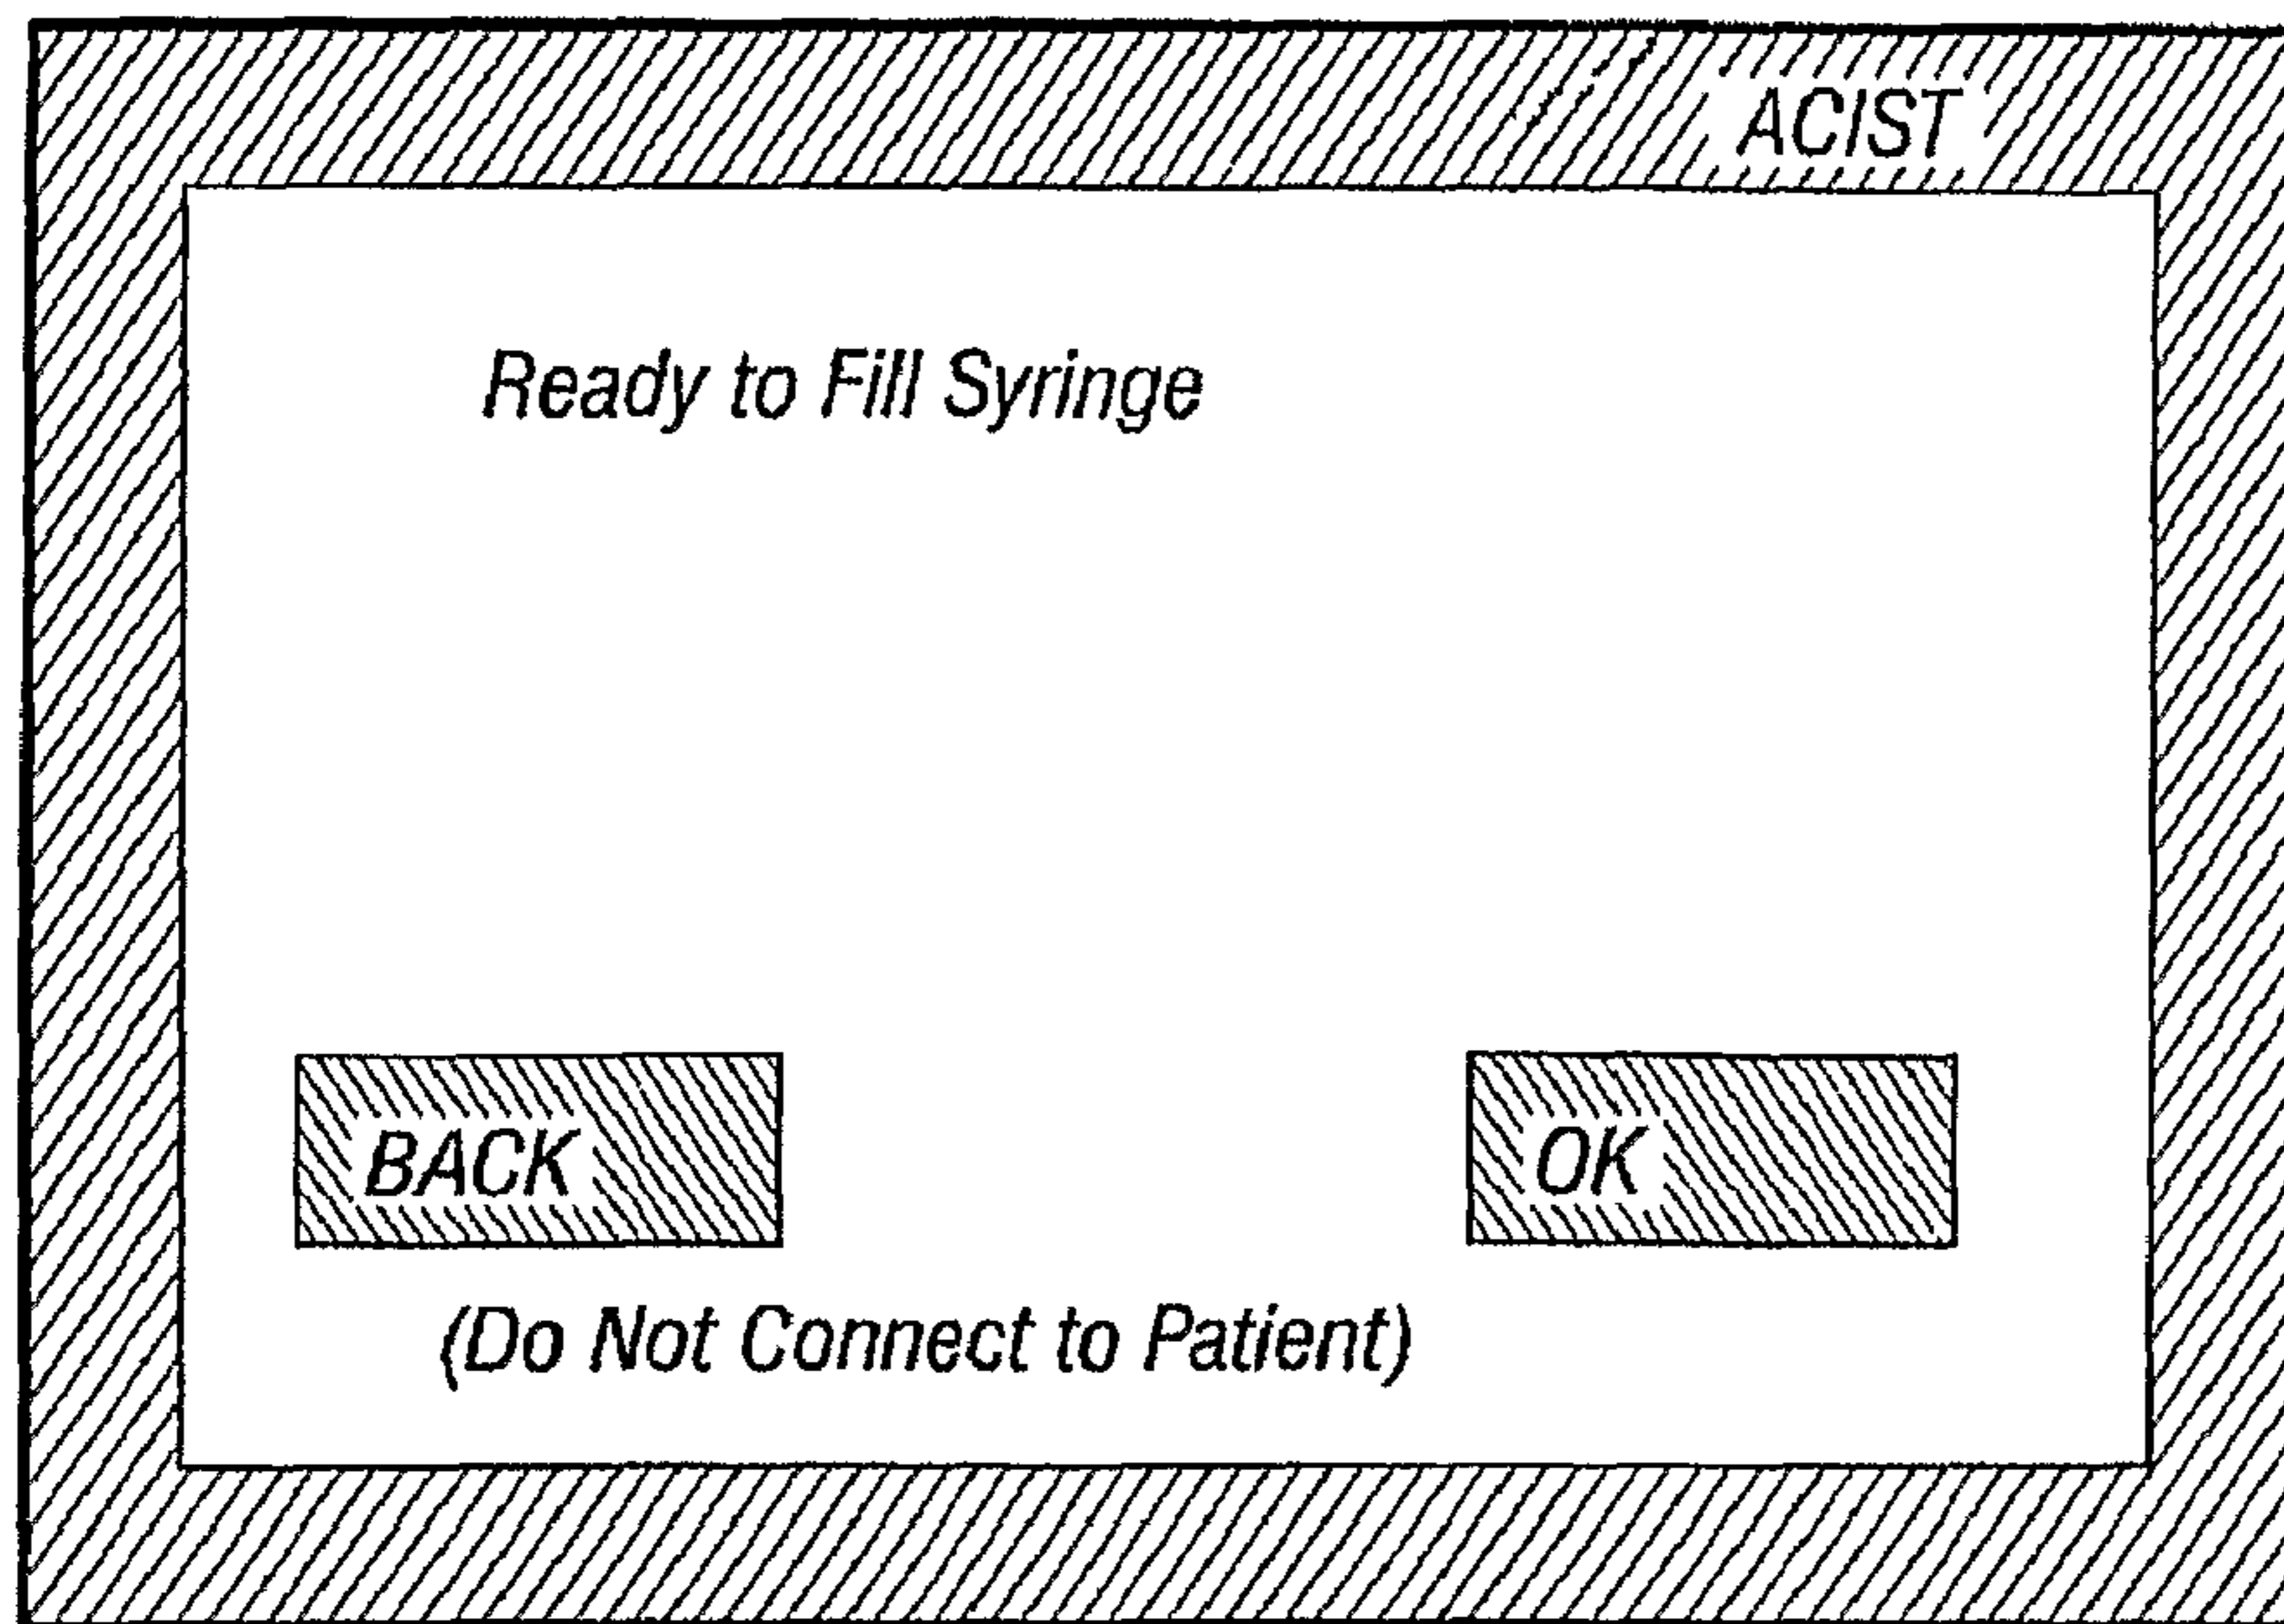 ACIST
Ready to Fill Syringe
BACK
OK
(Do Not Connect to Patient)